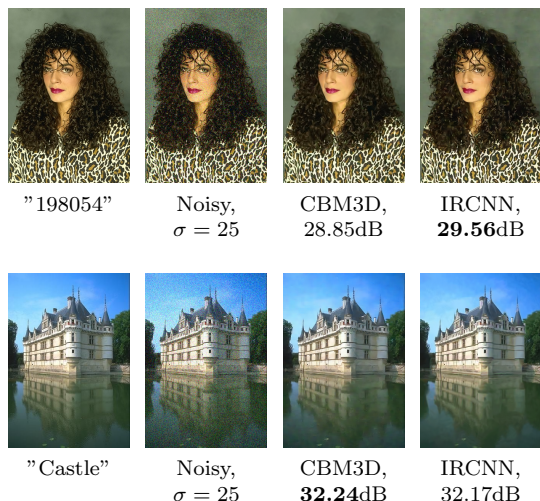 "198054"
Noisy,
σ = 25
CBM3D,
28.85dB
IRCNN,
29.56dB
"Castle"
Noisy,
σ = 25
CBM3D,
32.24dB
IRCNN,
32.17dB